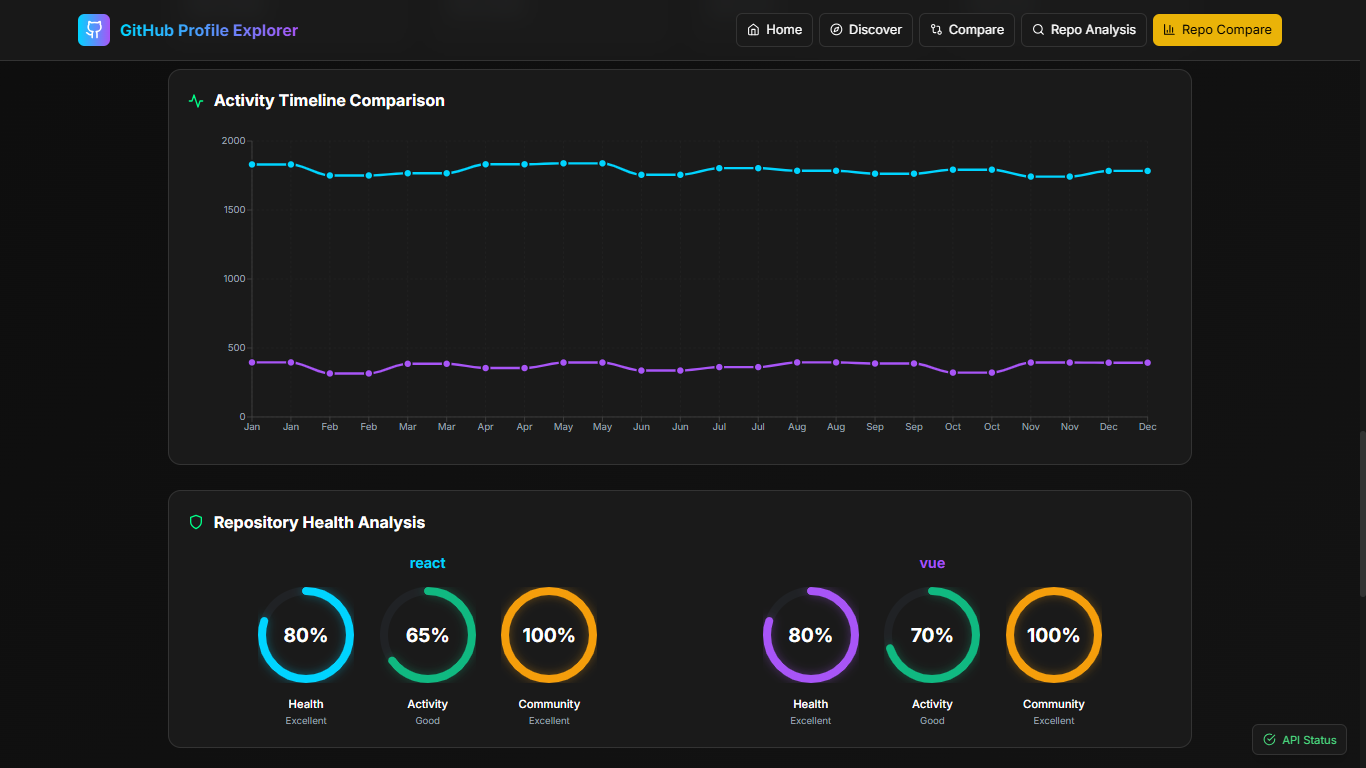 GitHub Profile Explorer
Home Discover Compare Repo Analysis Repo Compare
Activity Timeline Comparison
2000
1500
1000
500
0
Jan Jan Feb Feb Mar Mar Apr Apr May May Jun Jun Jul Jul Aug Aug Sep Sep Oct Oct Nov Nov Dec Dec
Repository Health Analysis
react vue
80% 65% 100% 80% 70% 100%
Health Activity Community Health Activity Community
Excellent Good Excellent Excellent Good Excellent
API Status